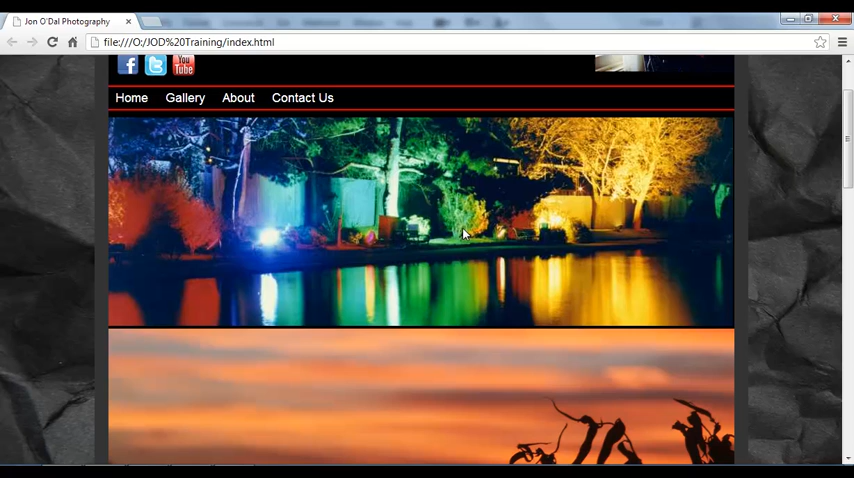 Jon O'Dal Photography
file:///O:/JOD%20Training/index.html
f t You Tube
Home Gallery About Contact Us